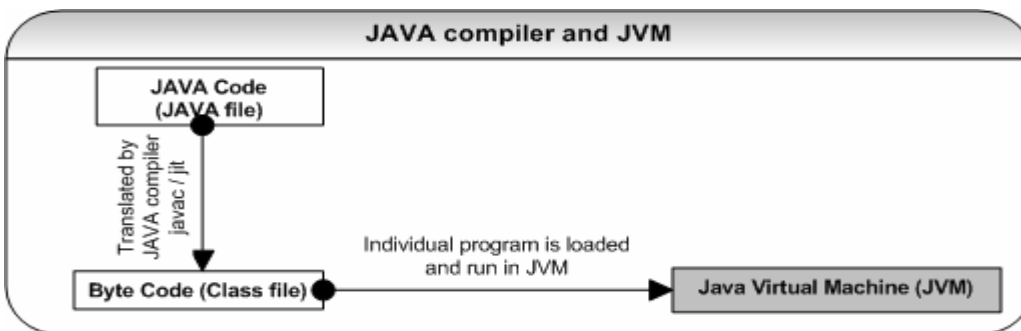 JAVA compiler and JVM
JAVA Code
(JAVA file)
Translated by
JAVA compiler
javac / jit
Individual program is loaded
and run in JVM
Byte Code (Class file)
Java Virtual Machine (JVM)